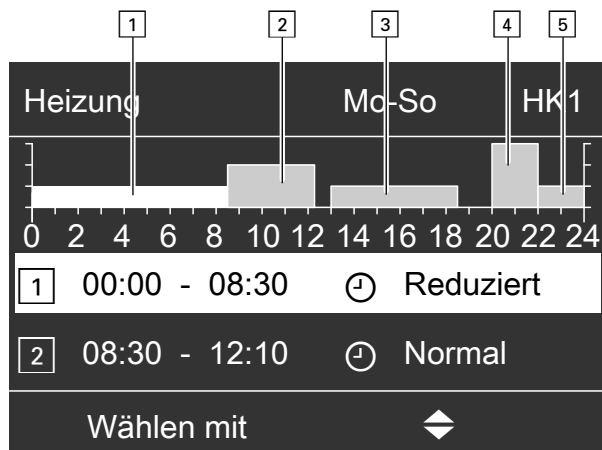 1 2 3 4 5
Heizung Mo-So HK1
0 2 4 6 8 10 12 14 16 18 20 22 24
1 00:00 - 08:30 Reduziert
2 08:30 - 12:10 Normal
Wählen mit